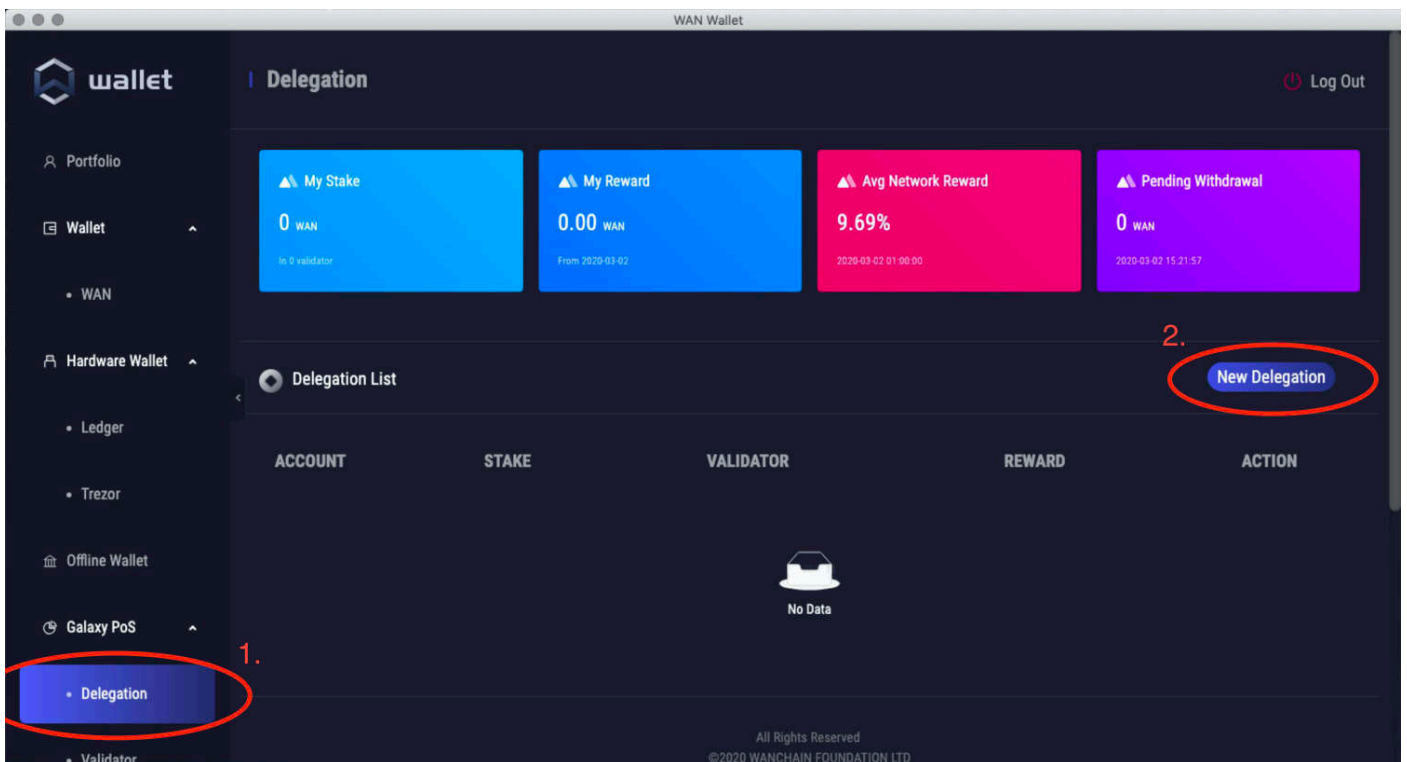 WAN Wallet
wallet
Delegation
Log Out
Portfolio
Wallet
WAN
Hardware Wallet
Ledger
Trezor
Offline Wallet
Galaxy PoS
Delegation
Validator
My Stake
0 WAN
In 0 validator
My Reward
0.00 WAN
From 2020-03-02
Avg Network Reward
9.69%
2020-03-02 01:00:00
Pending Withdrawal
0 WAN
2020-03-02 15:21:57
2.
Delegation List
New Delegation
ACCOUNT STAKE VALIDATOR REWARD ACTION
No Data
1.
All Rights Reserved
©2020 WANCHAIN FOUNDATION LTD